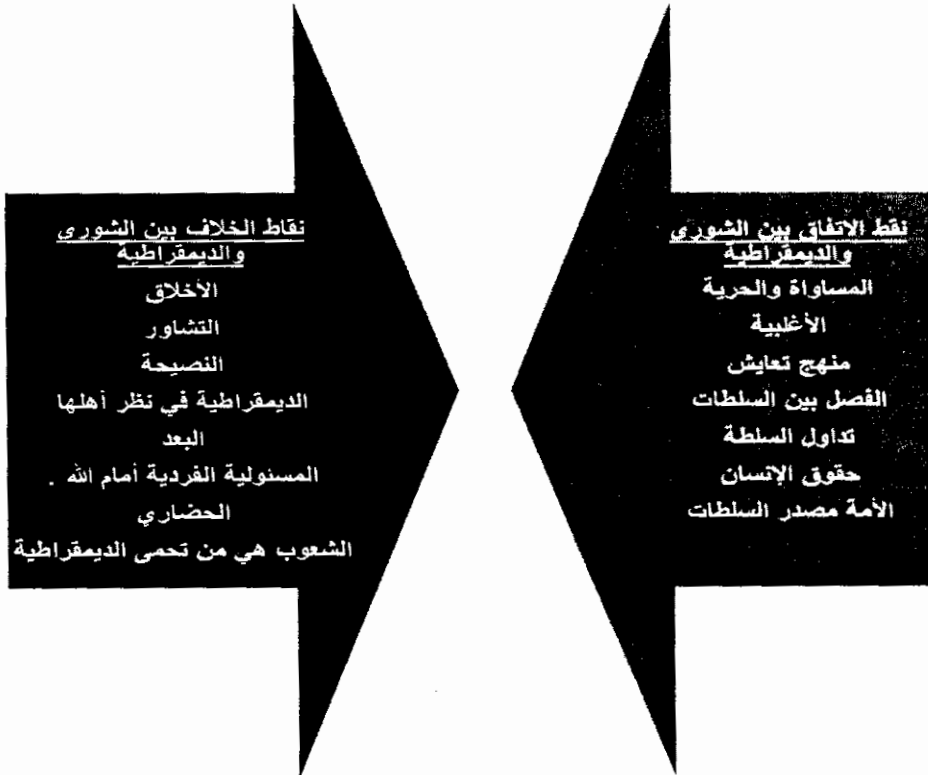 نقط الاتفاق بين الشورى
والديمقراطية
المساواة والحرية
الأغلبية
منهج تعايش
الفصل بين السلطات
تداول السلطة
حقوق الإنسان
الأمة مصدر السلطات
نقاط الخلاف بين الشورى
والديمقراطية
الأخلاق
التشاور
النصيحة
الديمقراطية في نظر أهلها
البعد
المسئولية الفردية أمام الله .
الحضاري
الشعوب هي من تحمى الديمقراطية